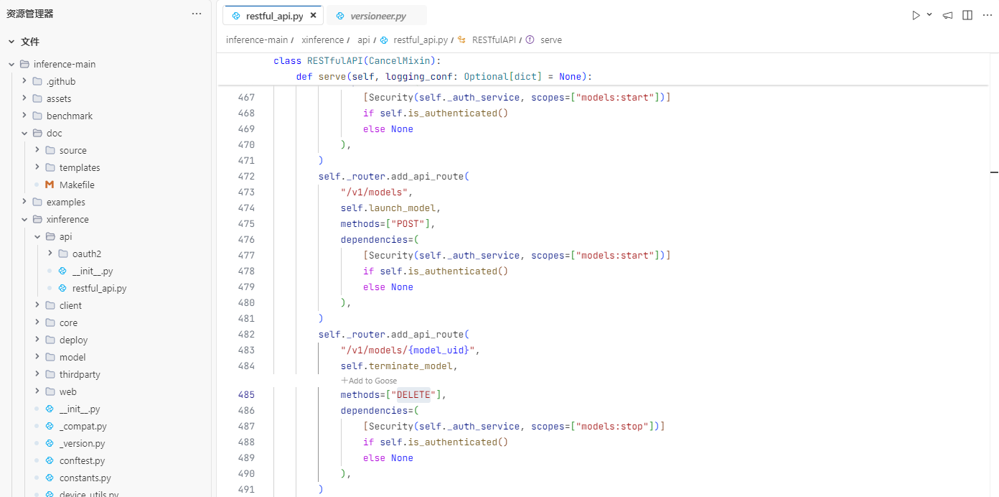 资源管理器 ···
文件
inference-main
.github
assets
benchmark
doc
source
templates
Makefile
examples
xinference
api
oauth2
__init__.py
restful_api.py
client
core
deploy
model
thirdparty
web
__init__.py
_compat.py
_version.py
conftest.py
constants.py
device_utils.py
restful_api.py × versioneer.py
inference-main / xinference / api / restful_api.py / RESTfulAPI / serve
class RESTfulAPI(CancelMixin):
def serve(self, logging_conf: Optional[dict] = None):
467 [Security(self._auth_service, scopes=["models:start"])]
468 if self.is_authenticated()
469 else None
470 ),
471 )
472 self._router.add_api_route(
473 "/v1/models",
474 self.launch_model,
475 methods=["POST"],
476 dependencies=(
477 [Security(self._auth_service, scopes=["models:start"])]
478 if self.is_authenticated()
479 else None
480 ),
481 )
482 self._router.add_api_route(
483 "/v1/models/{model_uid}",
484 self.terminate_model,
+Add to Goose
485 methods=["DELETE"],
486 dependencies=(
487 [Security(self._auth_service, scopes=["models:stop"])]
488 if self.is_authenticated()
489 else None
490 ),
491 )